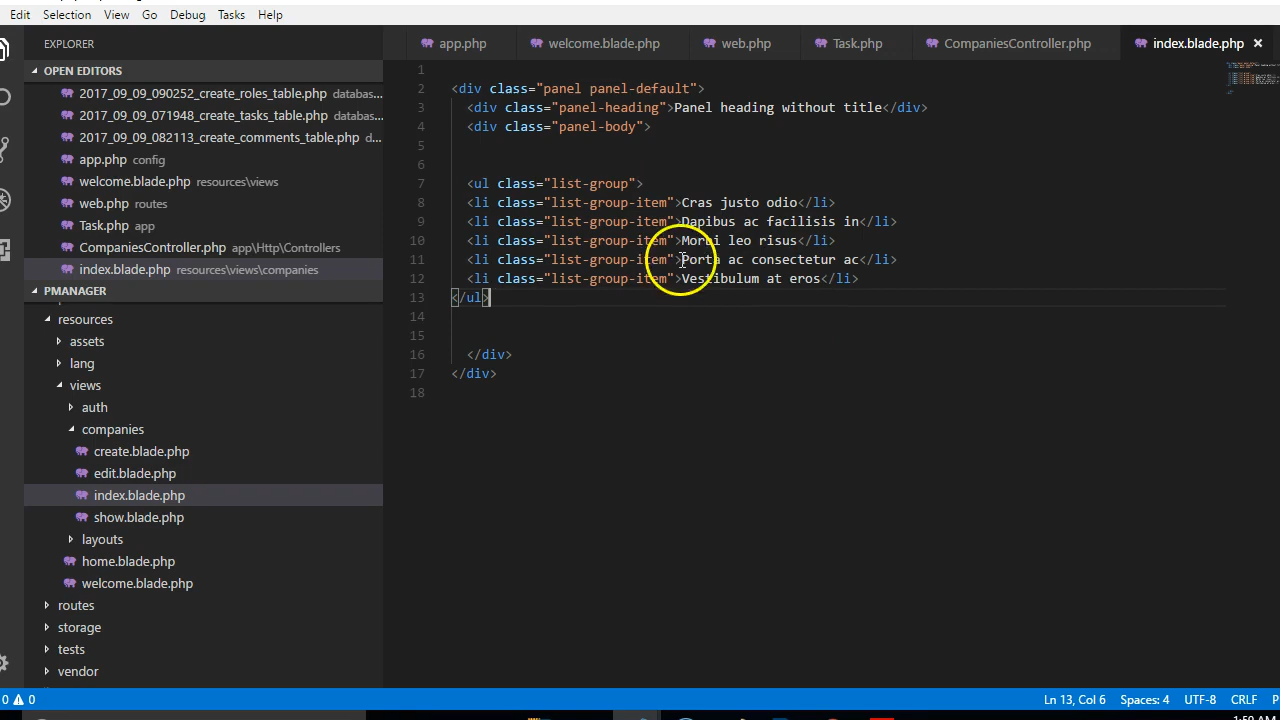 Edit Selection View Go Debug Tasks Help
EXPLORER
app.php welcome.blade.php web.php Task.php CompaniesController.php index.blade.php ×
OPEN EDITORS
2017_09_09_090252_create_roles_table.php databas...
2017_09_09_071948_create_tasks_table.php databas...
2017_09_09_082113_create_comments_table.php d...
app.php config
welcome.blade.php resources\views
web.php routes
Task.php app
CompaniesController.php app\Http\Controllers
index.blade.php resources\views\companies
PMANAGER
resources
assets
lang
views
auth
companies
create.blade.php
edit.blade.php
index.blade.php
show.blade.php
layouts
home.blade.php
welcome.blade.php
routes
storage
tests
vendor
1
2 <div class="panel panel-default">
3 <div class="panel-heading">Panel heading without title</div>
4 <div class="panel-body">
5
6
7 <ul class="list-group">
8 <li class="list-group-item">Cras justo odio</li>
9 <li class="list-group-item">Dapibus ac facilisis in</li>
10 <li class="list-group-item">Morbi leo risus</li>
11 <li class="list-group-item">Porta ac consectetur ac</li>
12 <li class="list-group-item">Vestibulum at eros</li>
13 </ul>
14
15
16 </div>
17 </div>
18
0 0 Ln 13, Col 6 Spaces: 4 UTF-8 CRLF P